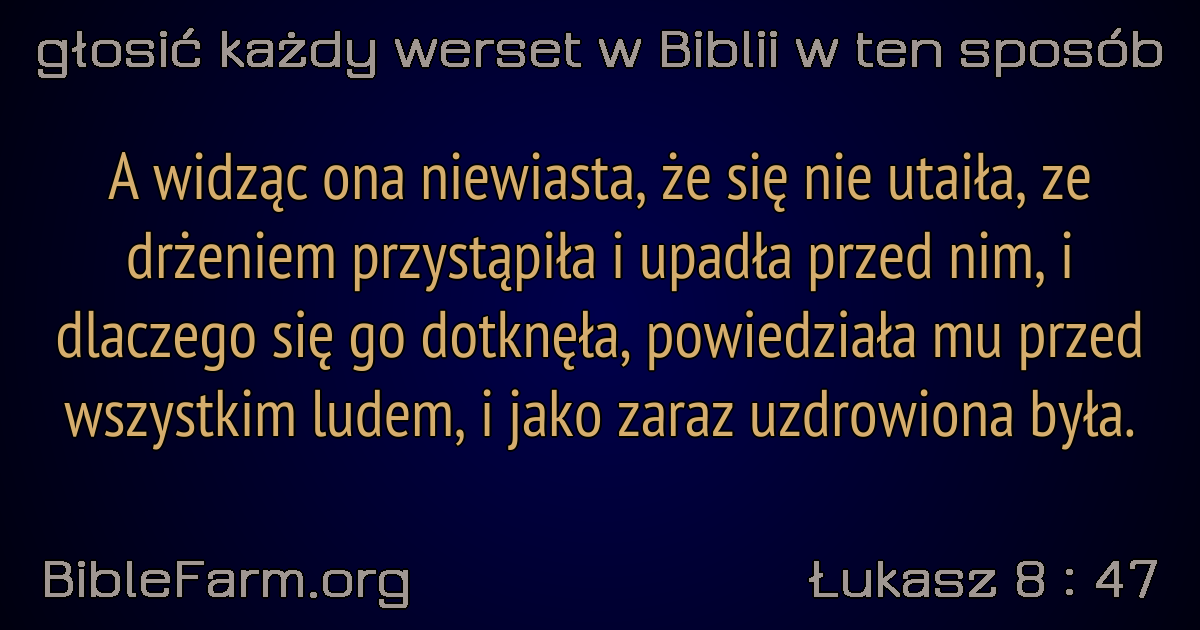 głosić każdy werset w Biblii w ten sposób
A widząc ona niewiasta, że się nie utaiła, ze
drżeniem przystąpiła i upadła przed nim, i
dlaczego się go dotknęła, powiedziała mu przed
wszystkim ludem, i jako zaraz uzdrowiona była.
BibleFarm.org
Łukasz 8 : 47